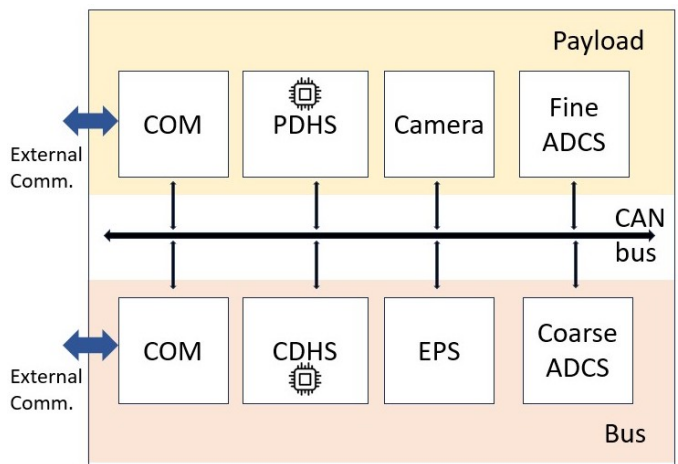 Payload
COM
PDHS
Camera
Fine
ADCS
External
Comm.
CAN
bus
COM
CDHS
EPS
Coarse
ADCS
External
Comm.
Bus